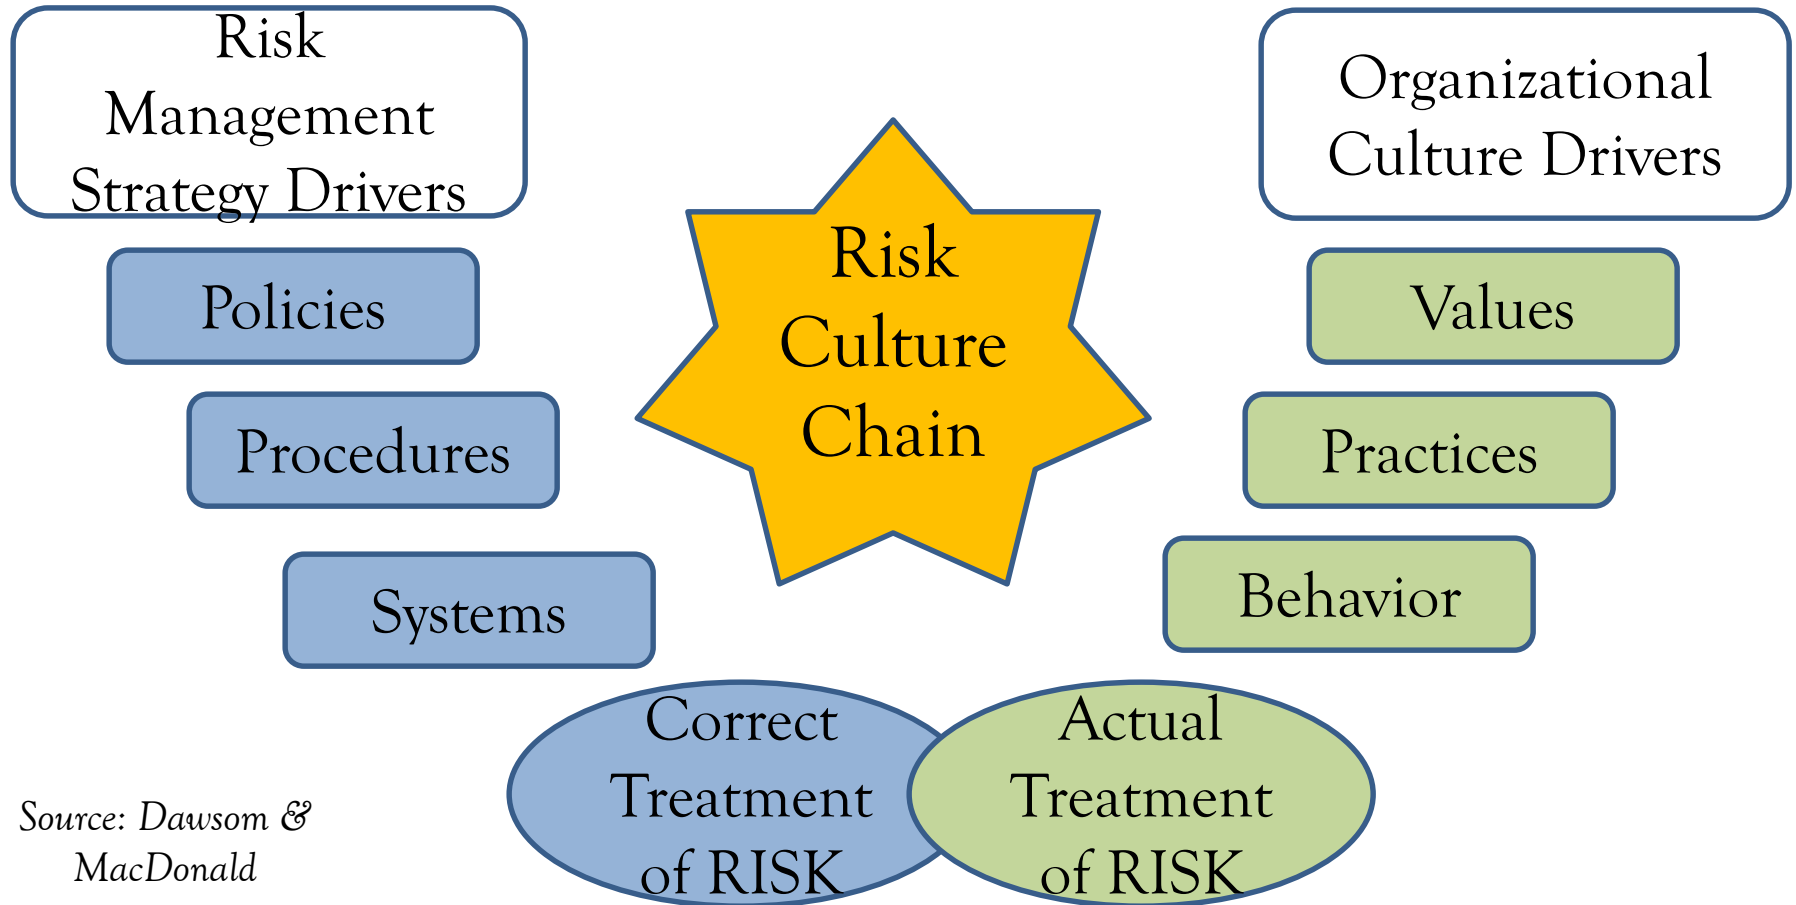 Risk
Management
Strategy Drivers
Organizational
Culture Drivers
Risk
Culture
Chain
Policies
Values
Procedures
Practices
Systems
Behavior
Correct
Treatment
of RISK
Actual
Treatment
of RISK
Source: Dawsom &
MacDonald